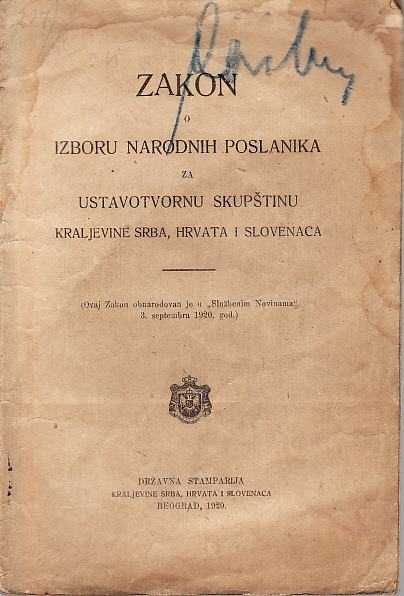 ZAKON
O
IZBORU NARODNIH POSLANIKA
ZA
USTAVOTVORNU SKUPŠTINU
KRALJEVINE SRBA, HRVATA I SLOVENACA
(Ovaj Zakon obnarodovan je u „Službenim Novinama“
3. septembra 1920. god.)
DRŽAVNA ŠTAMPARIJA
KRALJEVINE SRBA, HRVATA I SLOVENACA
BEOGRAD, 1920.